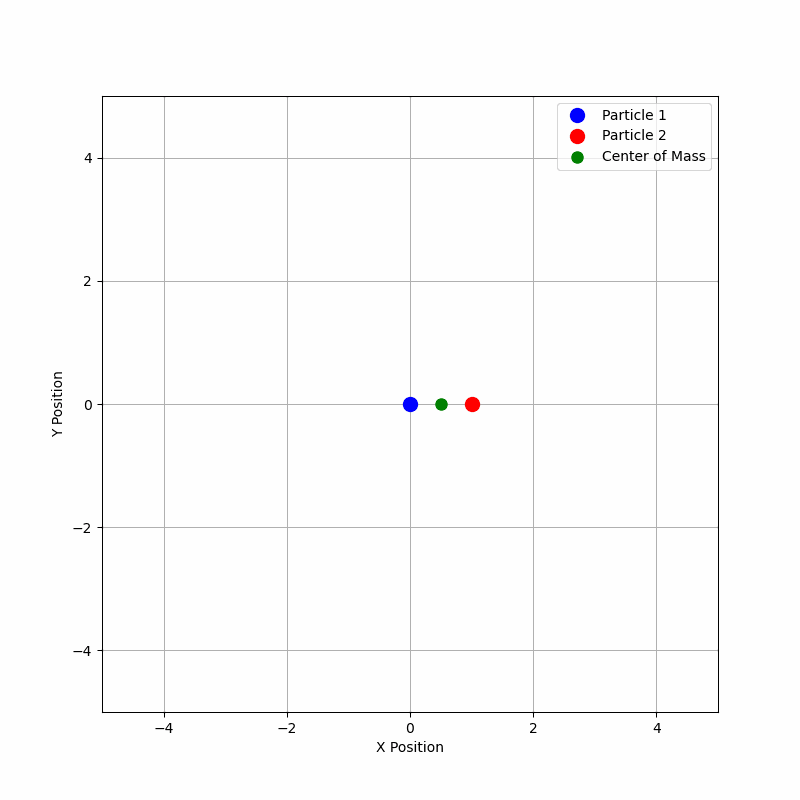 Particle 1
Particle 2
Center of Mass
4
2
0
−2
−4
Y Position
−4
−2
0
2
4
X Position